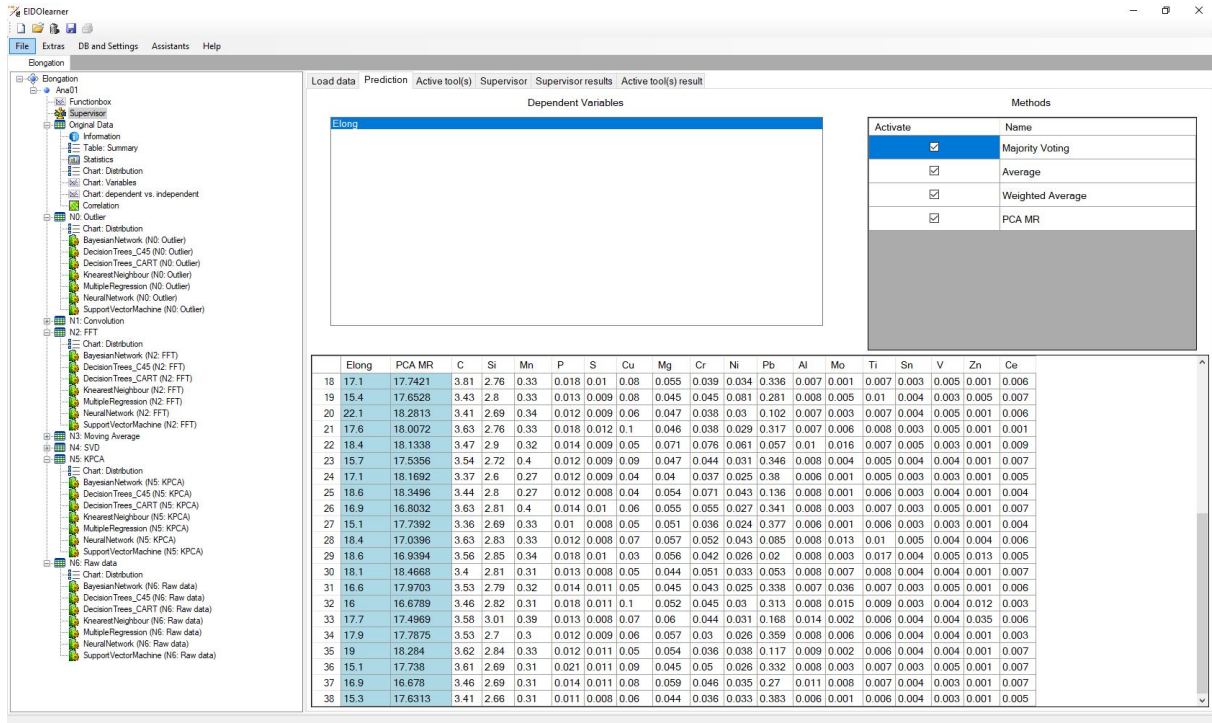 EIDOlearner
File Extras DB and Settings Assistants Help
Elongation
Elongation
Ana01
Functionbox
Supervisor
Original Data
Information
Table: Summary
Statistics
Chart: Distribution
Chart: Variables
Chart: dependent vs. independent
Correlation
N0: Outlier
Chart: Distribution
BayesianNetwork (N0: Outlier)
DecisionTrees_C45 (N0: Outlier)
DecisionTrees_CART (N0: Outlier)
KnearestNeighbour (N0: Outlier)
MultipleRegression (N0: Outlier)
NeuralNetwork (N0: Outlier)
SupportVectorMachine (N0: Outlier)
N1: Convolution
N2: FFT
Chart: Distribution
BayesianNetwork (N2: FFT)
DecisionTrees_C45 (N2: FFT)
DecisionTrees_CART (N2: FFT)
KnearestNeighbour (N2: FFT)
MultipleRegression (N2: FFT)
NeuralNetwork (N2: FFT)
SupportVectorMachine (N2: FFT)
N3: Moving Average
N4: SVD
N5: KPCA
Chart: Distribution
BayesianNetwork (N5: KPCA)
DecisionTrees_C45 (N5: KPCA)
DecisionTrees_CART (N5: KPCA)
KnearestNeighbour (N5: KPCA)
MultipleRegression (N5: KPCA)
NeuralNetwork (N5: KPCA)
SupportVectorMachine (N5: KPCA)
N6: Raw data
Chart: Distribution
BayesianNetwork (N6: Raw data)
DecisionTrees_C45 (N6: Raw data)
DecisionTrees_CART (N6: Raw data)
KnearestNeighbour (N6: Raw data)
MultipleRegression (N6: Raw data)
NeuralNetwork (N6: Raw data)
SupportVectorMachine (N6: Raw data)
Load data Prediction Active tool(s) Supervisor Supervisor results Active tool(s) result
Dependent Variables
Elong
Methods
Activate Name
Majority Voting
Average
Weighted Average
PCA MR
Elong PCA MR C Si Mn P S Cu Mg Cr Ni Pb Al Mo Ti Sn V Zn Ce
18 17.1 17.7421 3.81 2.76 0.33 0.018 0.01 0.08 0.055 0.039 0.034 0.336 0.007 0.001 0.007 0.003 0.005 0.001 0.006
19 15.4 17.6528 3.43 2.8 0.33 0.013 0.009 0.08 0.045 0.045 0.081 0.281 0.008 0.005 0.01 0.004 0.003 0.005 0.007
20 22.1 18.2813 3.41 2.69 0.34 0.012 0.009 0.06 0.047 0.038 0.03 0.102 0.007 0.003 0.007 0.004 0.005 0.001 0.006
21 17.6 18.0072 3.63 2.76 0.33 0.018 0.012 0.1 0.046 0.038 0.029 0.317 0.007 0.006 0.008 0.003 0.005 0.001 0.001
22 18.4 18.1338 3.47 2.9 0.32 0.014 0.009 0.05 0.071 0.076 0.061 0.057 0.01 0.016 0.007 0.005 0.003 0.001 0.009
23 15.7 17.5356 3.54 2.72 0.4 0.012 0.009 0.09 0.047 0.044 0.031 0.346 0.008 0.004 0.005 0.004 0.004 0.001 0.007
24 17.1 18.1692 3.37 2.6 0.27 0.012 0.009 0.04 0.04 0.037 0.025 0.38 0.006 0.001 0.005 0.003 0.003 0.001 0.005
25 18.6 18.3496 3.44 2.8 0.27 0.012 0.008 0.04 0.054 0.071 0.043 0.136 0.008 0.001 0.006 0.003 0.004 0.001 0.004
26 16.9 16.8032 3.63 2.81 0.4 0.014 0.01 0.06 0.055 0.055 0.027 0.341 0.008 0.003 0.007 0.003 0.005 0.001 0.007
27 15.1 17.7392 3.36 2.69 0.33 0.01 0.008 0.05 0.051 0.036 0.024 0.377 0.006 0.001 0.006 0.003 0.003 0.001 0.004
28 18.4 17.0396 3.63 2.83 0.33 0.012 0.008 0.07 0.057 0.052 0.043 0.085 0.008 0.013 0.01 0.005 0.004 0.004 0.006
29 18.6 16.9394 3.56 2.85 0.34 0.018 0.01 0.03 0.056 0.042 0.026 0.02 0.008 0.003 0.017 0.004 0.005 0.013 0.005
30 18.1 18.4668 3.4 2.81 0.31 0.013 0.008 0.05 0.044 0.051 0.033 0.053 0.008 0.007 0.008 0.004 0.004 0.001 0.007
31 16.6 17.9703 3.53 2.79 0.32 0.014 0.011 0.05 0.045 0.043 0.025 0.338 0.007 0.036 0.007 0.003 0.005 0.001 0.007
32 16 16.6789 3.46 2.82 0.31 0.018 0.011 0.1 0.052 0.045 0.03 0.313 0.008 0.015 0.009 0.003 0.004 0.012 0.003
33 17.7 17.4969 3.58 3.01 0.39 0.013 0.008 0.07 0.06 0.044 0.031 0.168 0.014 0.002 0.006 0.004 0.004 0.035 0.006
34 17.9 17.7875 3.53 2.7 0.3 0.012 0.009 0.06 0.057 0.03 0.026 0.359 0.008 0.006 0.006 0.004 0.004 0.001 0.003
35 19 18.284 3.62 2.84 0.33 0.012 0.011 0.05 0.054 0.036 0.038 0.117 0.009 0.002 0.006 0.004 0.004 0.001 0.007
36 15.1 17.738 3.61 2.69 0.31 0.021 0.011 0.09 0.045 0.05 0.026 0.332 0.008 0.003 0.007 0.003 0.005 0.001 0.007
37 16.9 16.678 3.46 2.69 0.31 0.014 0.011 0.08 0.059 0.046 0.035 0.27 0.011 0.008 0.007 0.004 0.003 0.001 0.007
38 15.3 17.6313 3.41 2.66 0.31 0.011 0.008 0.06 0.044 0.036 0.033 0.383 0.006 0.001 0.006 0.004 0.003 0.001 0.005